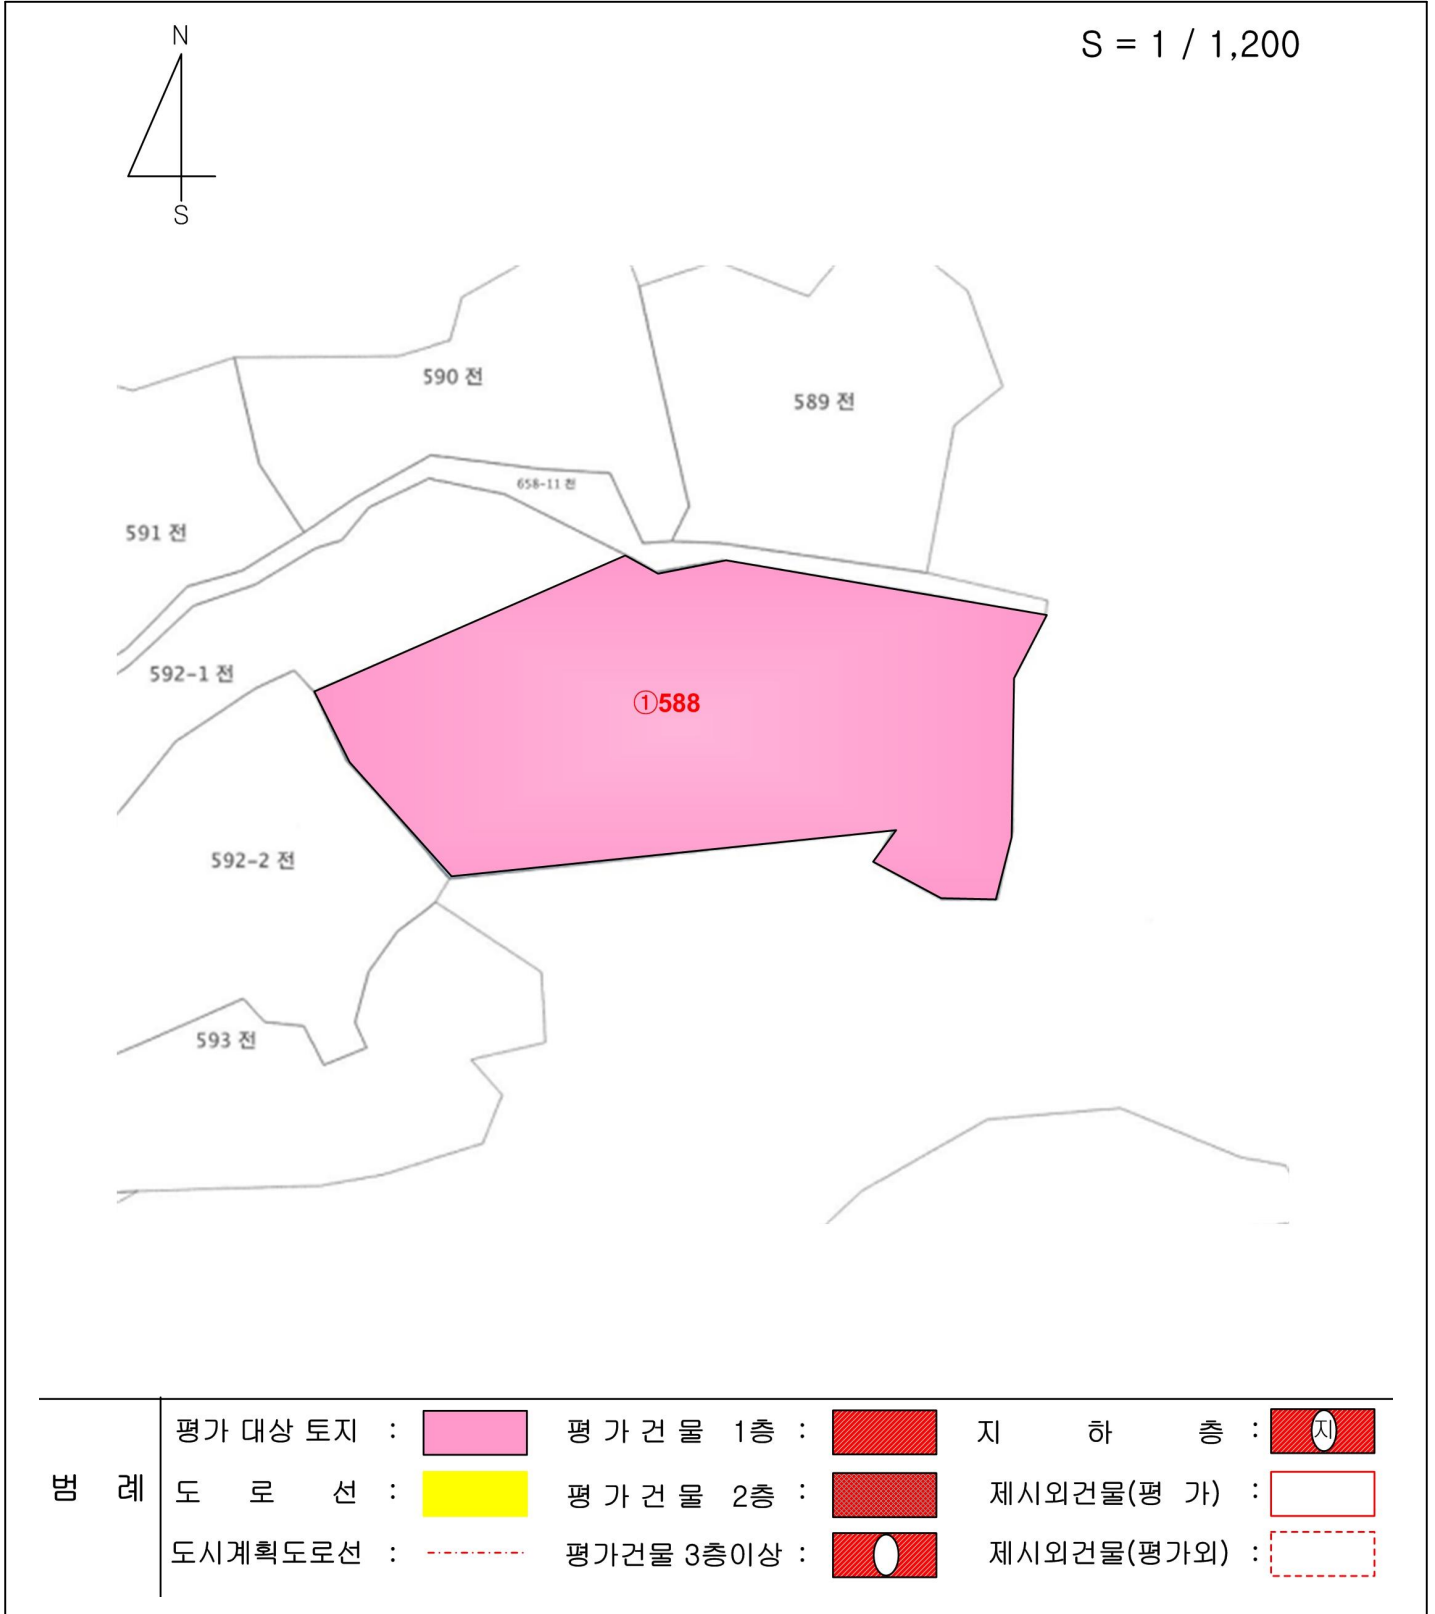 N
S = 1 / 1,200
S
590 전
589 전
658-11 천
591 전
592-1 전
①588
592-2 전
593 전
범 례
평가 대상 토지 :
평 가 건 물 1층 :
지 하 층 :
지
도 로 선 :
평 가 건 물 2층 :
제시외건물(평 가) :
도시계획도로선 :
평가건물 3층이상 :
제시외건물(평가외) :